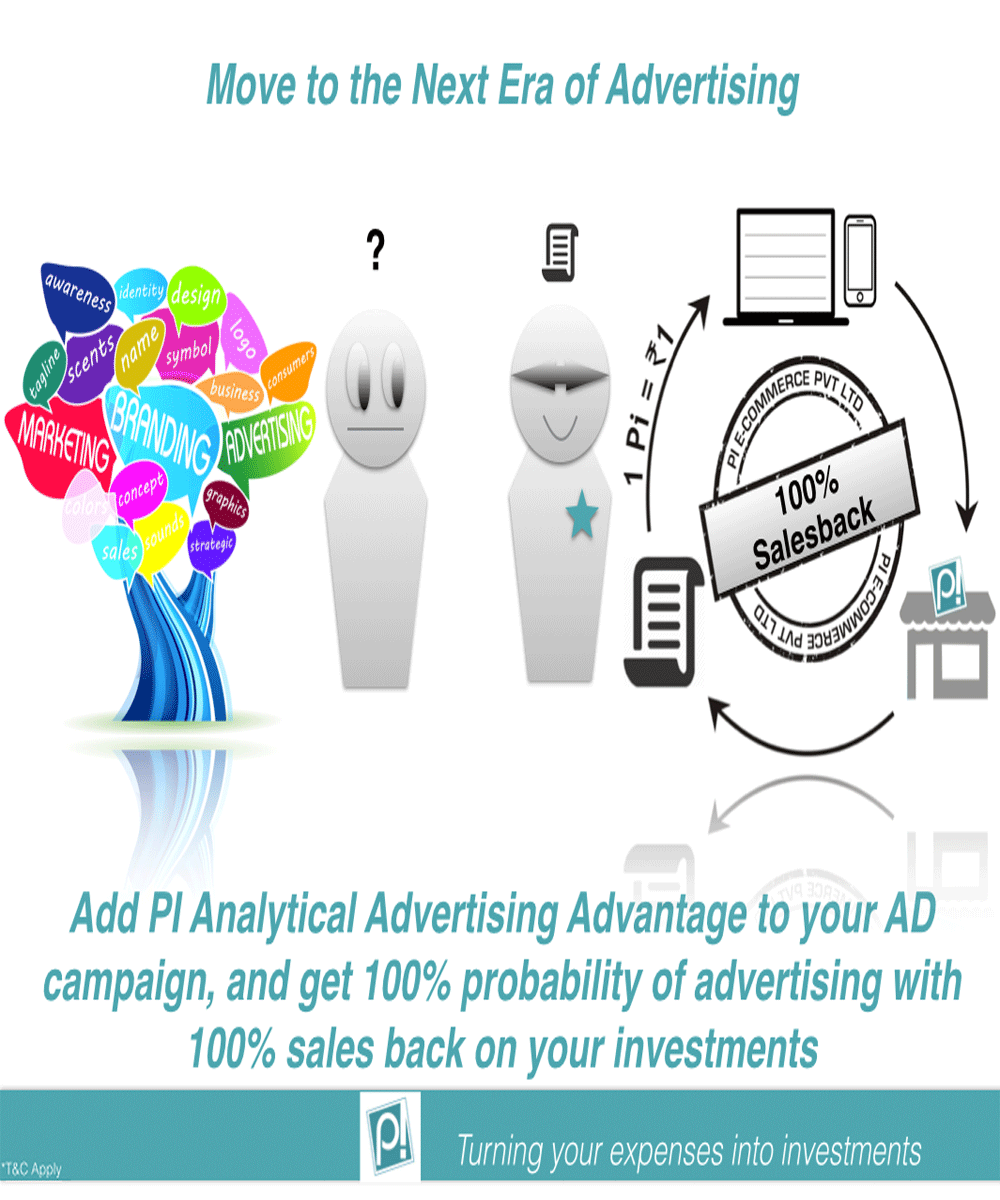 Move to the Next Era of Advertising
?
awareness
identity
design
logo
tagline
scents
name
symbol
consumers
business
MARKETING
BRANDING
ADVERTISING
colors
concept
graphics
sales
sounds
strategic
1 Pi = ₹1
PI E-COMMERCE PVT LTD
100%
Salesback
PI E-COMMERCE PVT LTD
p!
Add PI Analytical Advertising Advantage to your AD
campaign, and get 100% probability of advertising with
100% sales back on your investments
p!
Turning your expenses into investments
*T&C Apply